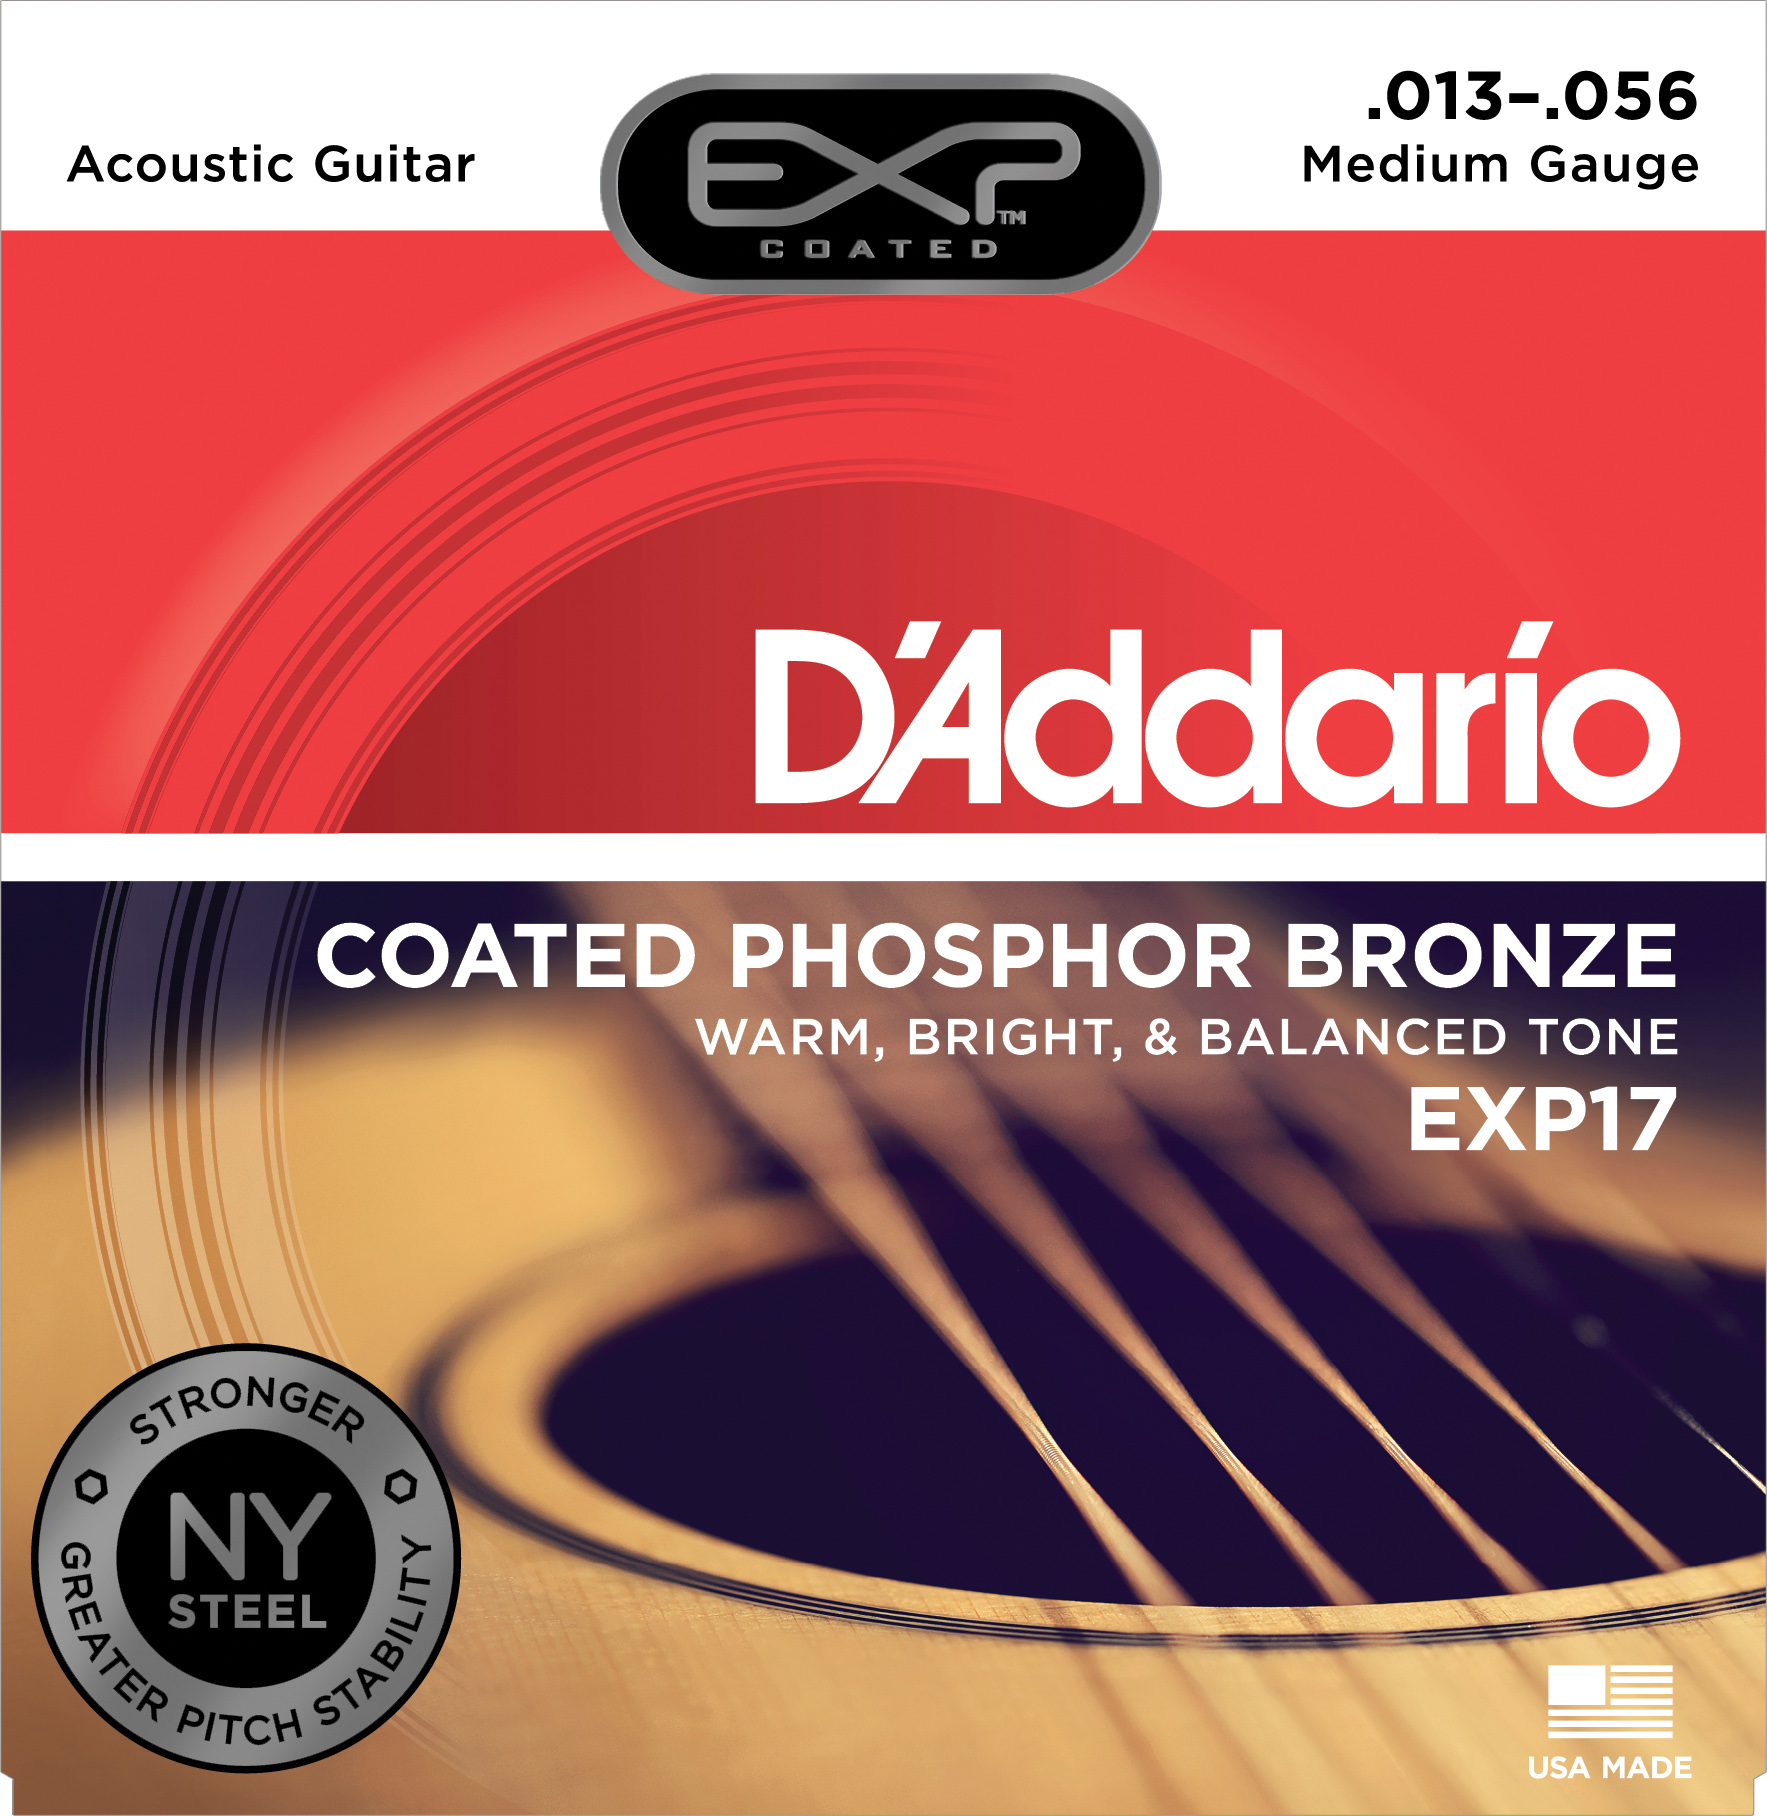 Acoustic Guitar
EXP™
COATED
.013–.056
Medium Gauge
D'Addario
COATED PHOSPHOR BRONZE
WARM, BRIGHT, & BALANCED TONE
EXP17
STRONGER
NY
STEEL
GREATER PITCH STABILITY
USA MADE